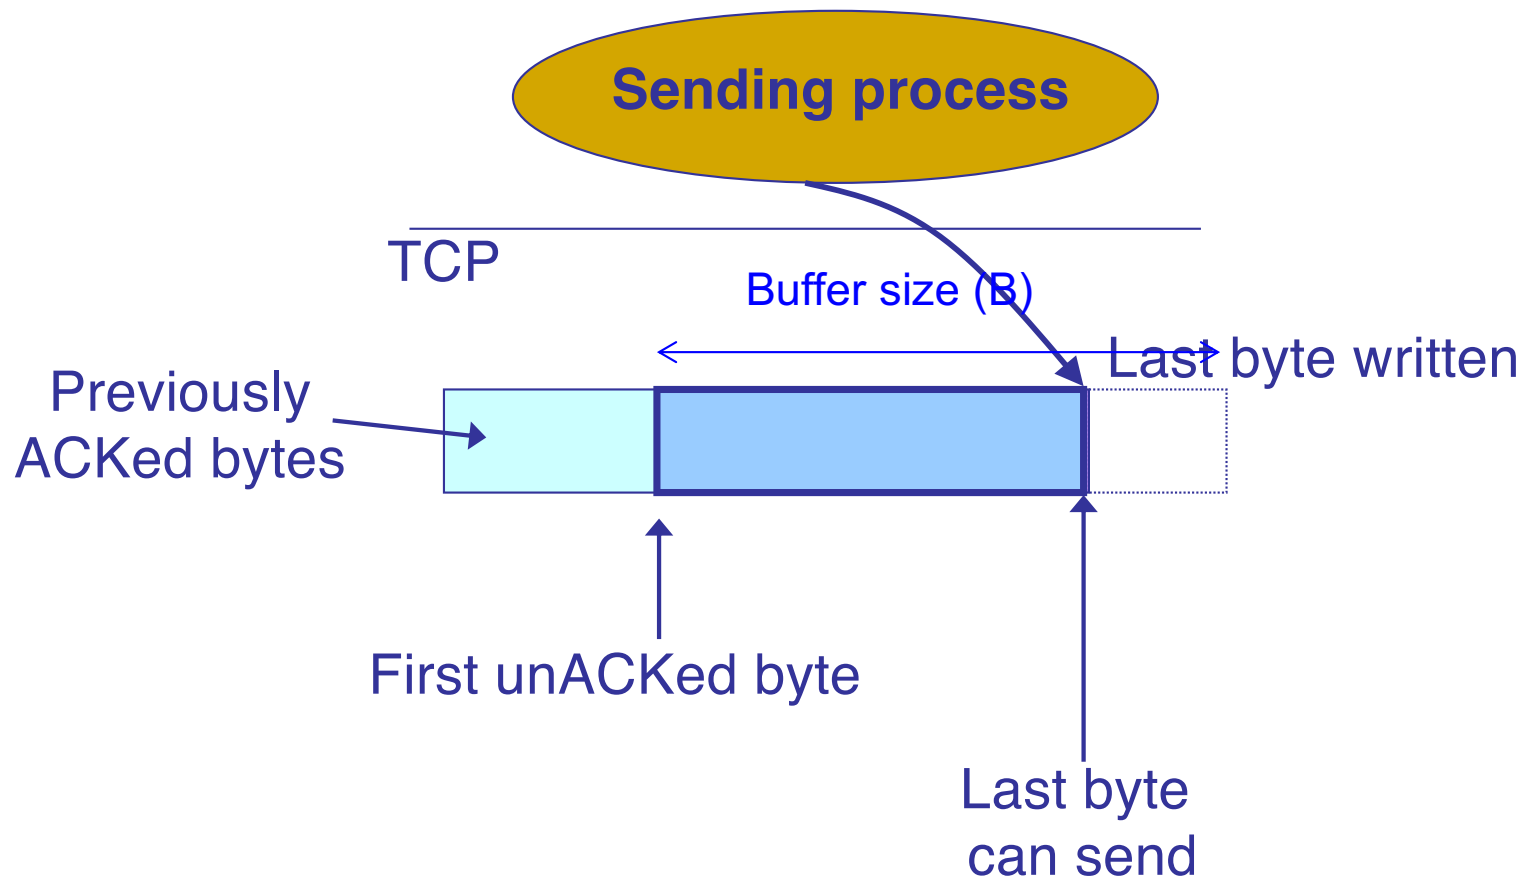 Sending process
TCP
Buffer size (B)
Last byte written
Previously
ACKed bytes
First unACKed byte
Last byte
can send